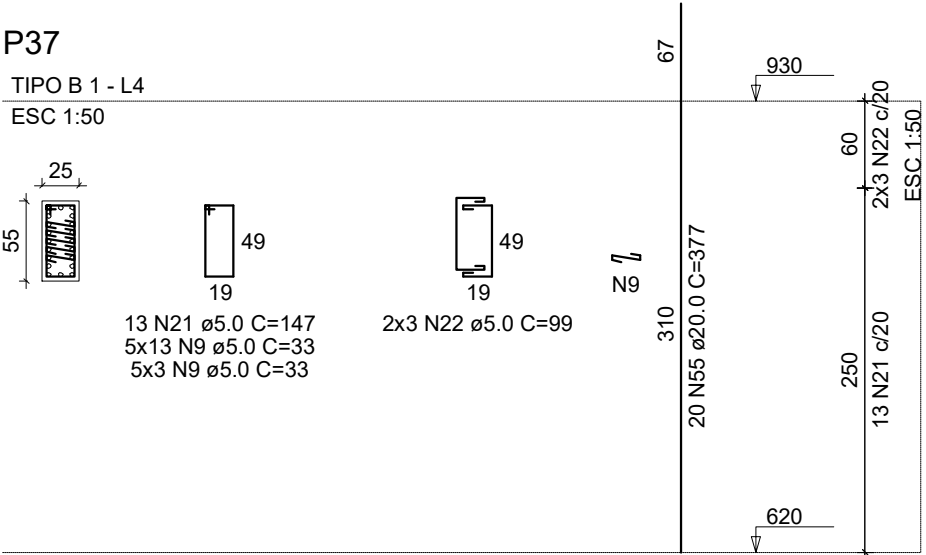 P37
TIPO B 1 - L4
ESC 1:50
25
55
49
19
13 N21 ø5.0 C=147
5x13 N9 ø5.0 C=33
5x3 N9 ø5.0 C=33
49
19
2x3 N22 ø5.0 C=99
N9
67
310
20 N55 ø20.0 C=377
930
620
60
2x3 N22 c/20
250
13 N21 c/20
ESC 1:50